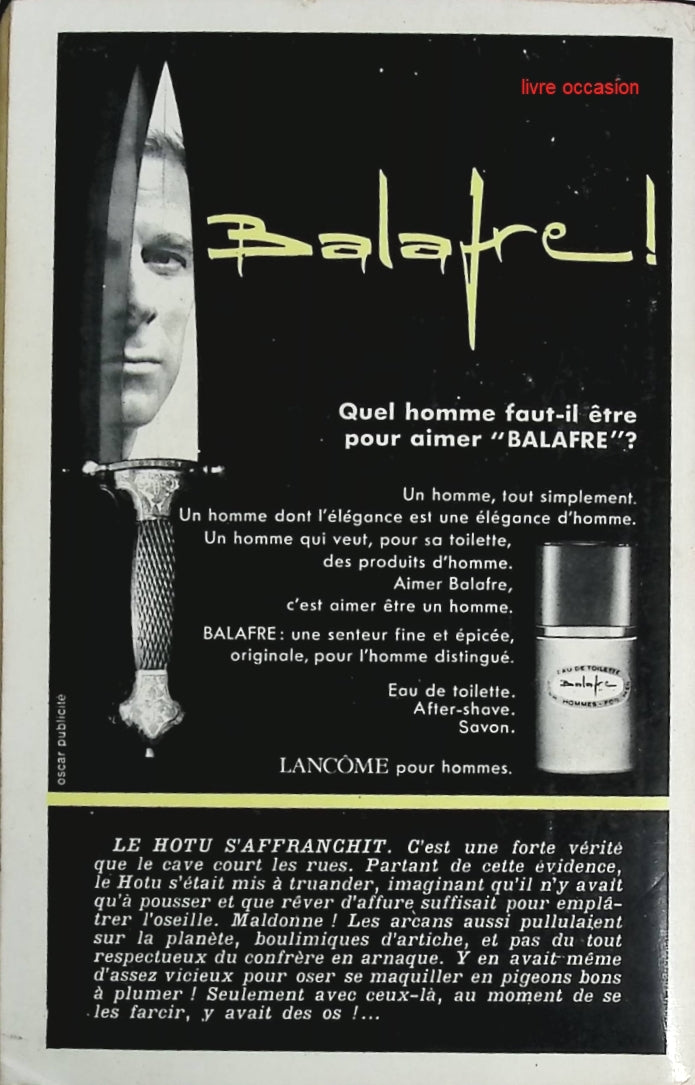 livre occasion
Balafre!
Quel homme faut-il être
pour aimer "BALAFRE"?
Un homme, tout simplement.
Un homme dont l'élégance est une élégance d'homme.
Un homme qui veut, pour sa toilette,
des produits d'homme.
Aimer Balafre,
c'est aimer être un homme.
BALAFRE: une senteur fine et épicée,
originale, pour l'homme distingué.
Eau de toilette.
After-shave.
Savon.
LANCÔME pour hommes.
EAU DE TOILETTE
Balafre
HOMMES - FOR MEN
oscar publicité
LE HOTU S'AFFRANCHIT. C'est une forte vérité
que le cave court les rues. Partant de cette évidence,
le Hotu s'était mis à truander, imaginant qu'il n'y avait
qu'à pousser et que rêver d'affure suffisait pour emplâ-
trer l'oseille. Maldonne ! Les arcans aussi pullulaient
sur la planète, boulimiques d'artiche, et pas du tout
respectueux du confrère en arnaque. Y en avait même
d'assez vicieux pour oser se maquiller en pigeons bons
à plumer ! Seulement avec ceux-là, au moment de se
les farcir, y avait des os !...